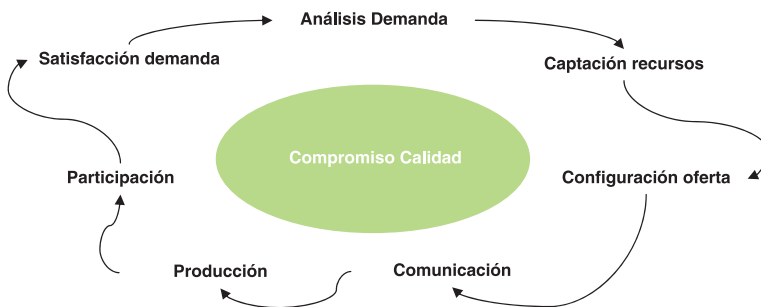 Análisis Demanda
Satisfacción demanda
Captación recursos
Compromiso Calidad
Participación
Configuración oferta
Producción
Comunicación